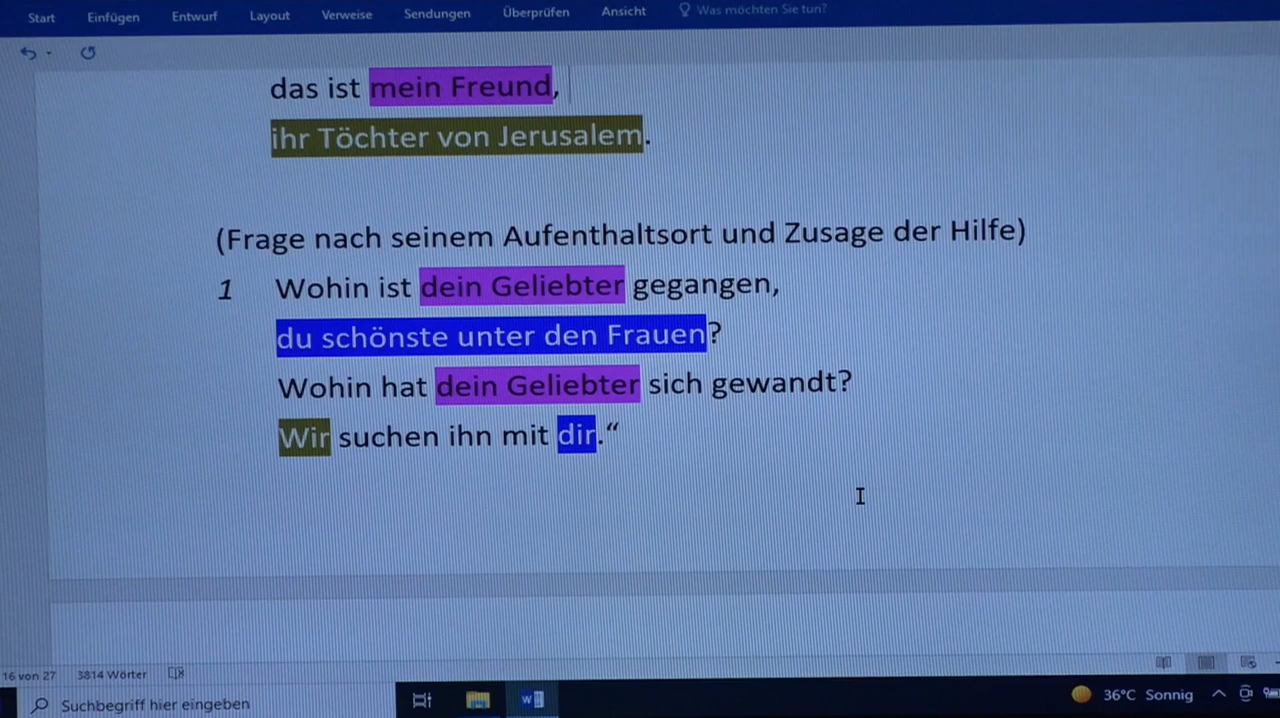 Start Einfügen Entwurf Layout Verweise Sendungen Überprüfen Ansicht Was möchten Sie tun?
das ist mein Freund,
ihr Töchter von Jerusalem.
(Frage nach seinem Aufenthaltsort und Zusage der Hilfe)
1 Wohin ist dein Geliebter gegangen,
du schönste unter den Frauen?
Wohin hat dein Geliebter sich gewandt?
Wir suchen ihn mit dir.“
16 von 27 3814 Wörter
Suchbegriff hier eingeben W 36°C Sonnig